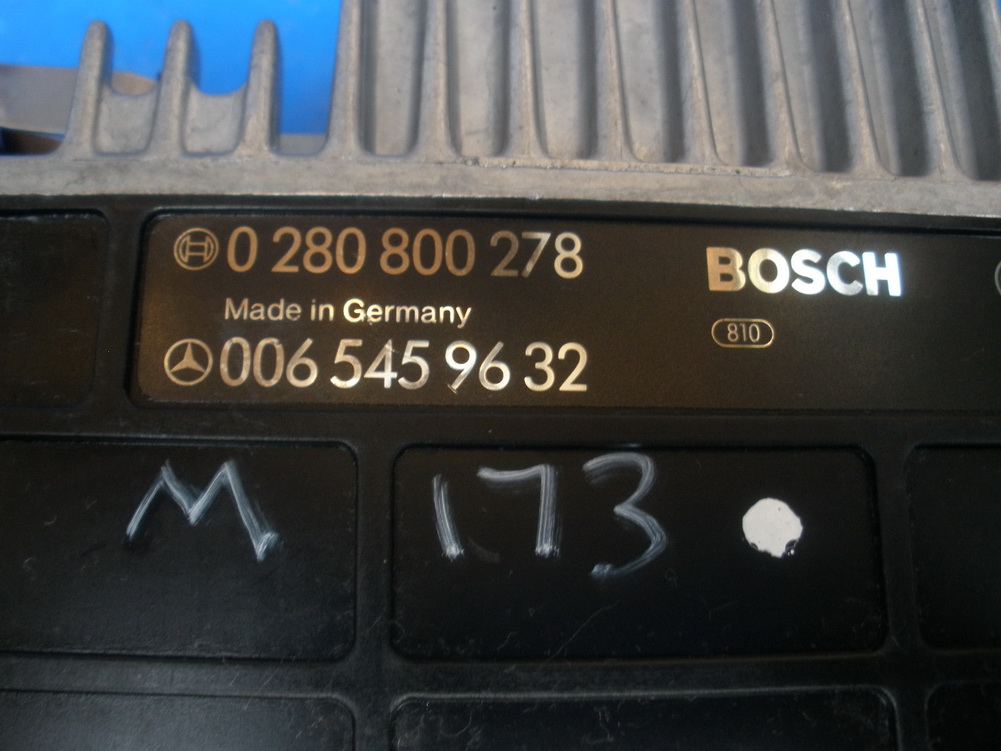 0 280 800 278
BOSCH
Made in Germany
810
006 545 96 32
M 173